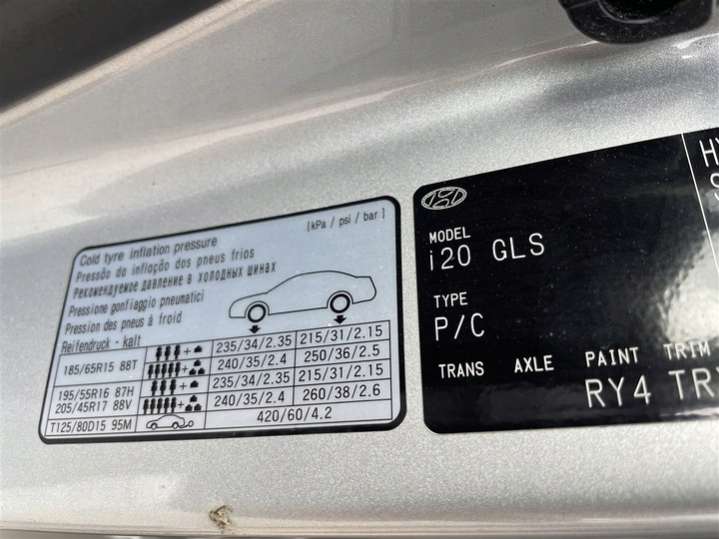 Cold tyre inflation pressure [kPa / psi / bar]
Pressão do inflação dos pneus frios
Рекомендуемое давление в холодных шинах
Pressione gonfiaggio pneumatici
Pression des pneus à froid
Reifendruck - kalt
185/65R15 88T + 235/34/2.35 215/31/2.15
+ 240/35/2.4 250/36/2.5
195/55R16 87H + 235/34/2.35 215/31/2.15
205/45R17 88V + 240/35/2.4 260/38/2.6
T125/80D15 95M 420/60/4.2
MODEL
i20 GLS
TYPE
P/C
TRANS AXLE PAINT TRIM
RY4